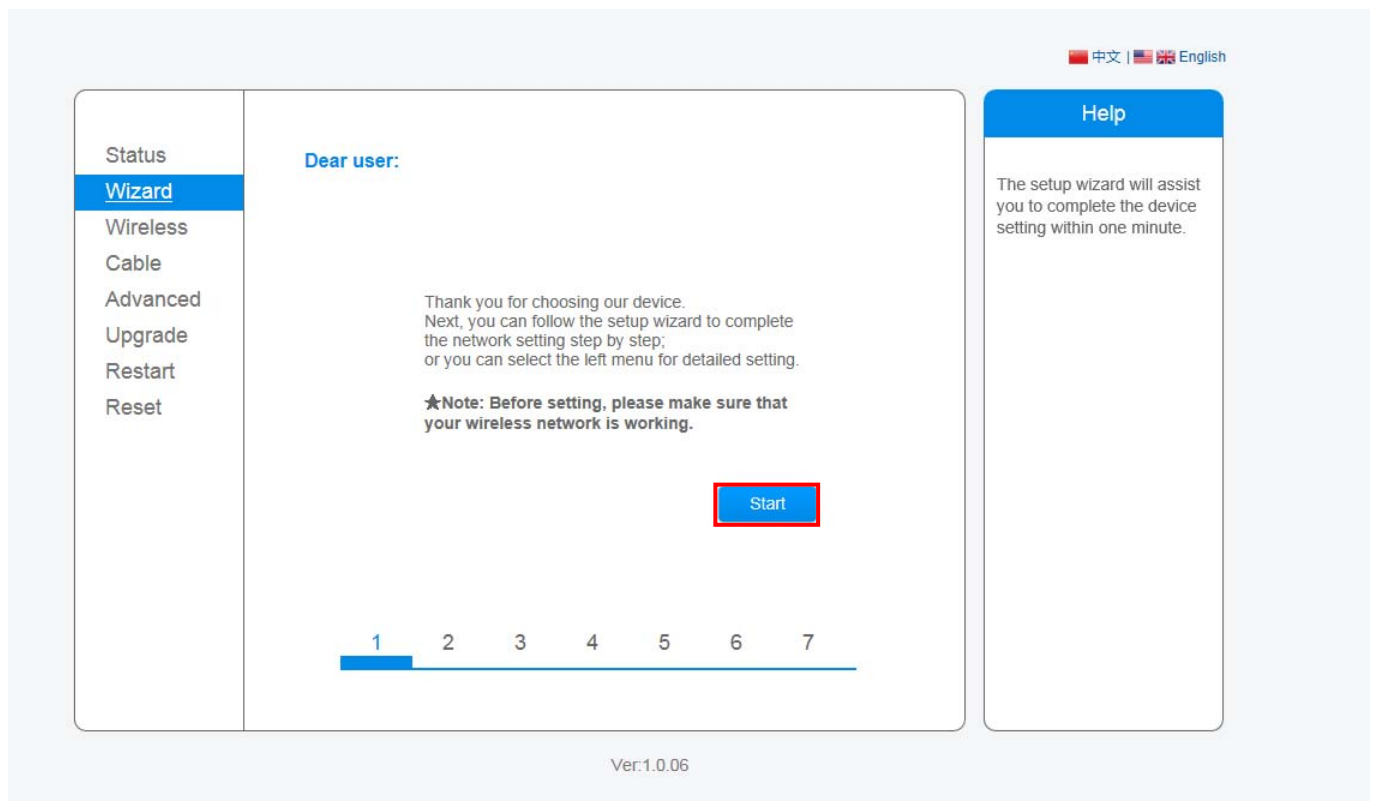 中文 | English
Help
Status
Wizard
Wireless
Cable
Advanced
Upgrade
Restart
Reset
Dear user:
Thank you for choosing our device.
Next, you can follow the setup wizard to complete
the network setting step by step;
or you can select the left menu for detailed setting.
★Note: Before setting, please make sure that
your wireless network is working.
Start
1 2 3 4 5 6 7
The setup wizard will assist
you to complete the device
setting within one minute.
Ver:1.0.06